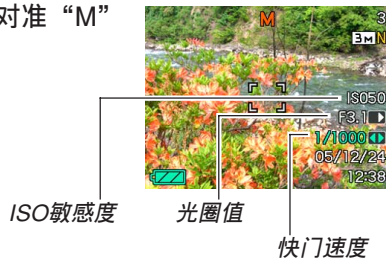 对准“M”
M
3
3M N
ISO50
F3.1
1/1000
05/12/24
12:38
ISO敏感度 光圈值
快门速度